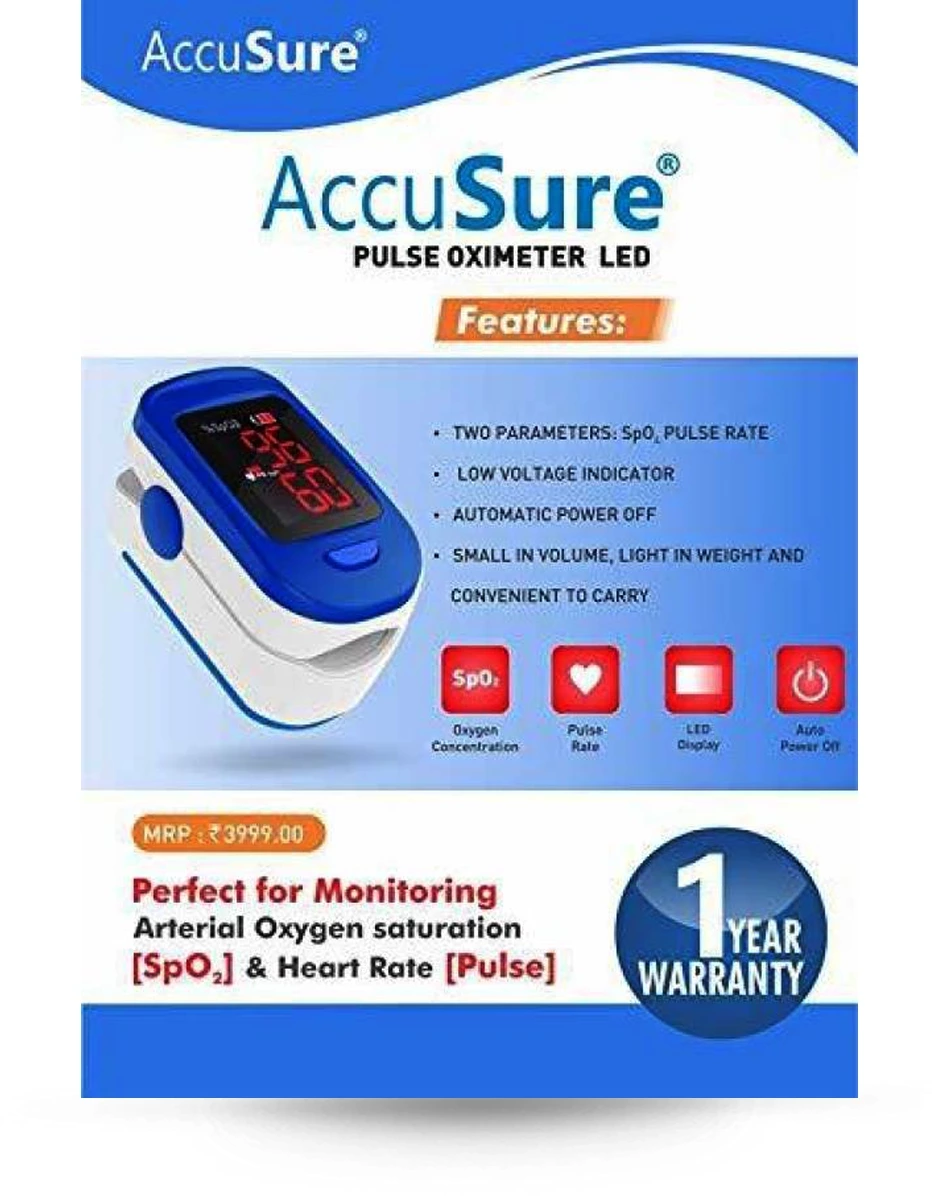 AccuSure®
AccuSure®
PULSE OXIMETER LED
Features:
%SpO2
• TWO PARAMETERS: SpO₂ PULSE RATE
• LOW VOLTAGE INDICATOR
• AUTOMATIC POWER OFF
• SMALL IN VOLUME, LIGHT IN WEIGHT AND
CONVENIENT TO CARRY
SpO₂
Oxygen
Concentration
Pulse
Rate
LED
Display
Auto
Power Off
MRP : ₹3999.00
Perfect for Monitoring
Arterial Oxygen saturation
[SpO₂] & Heart Rate [Pulse]
1 YEAR
WARRANTY